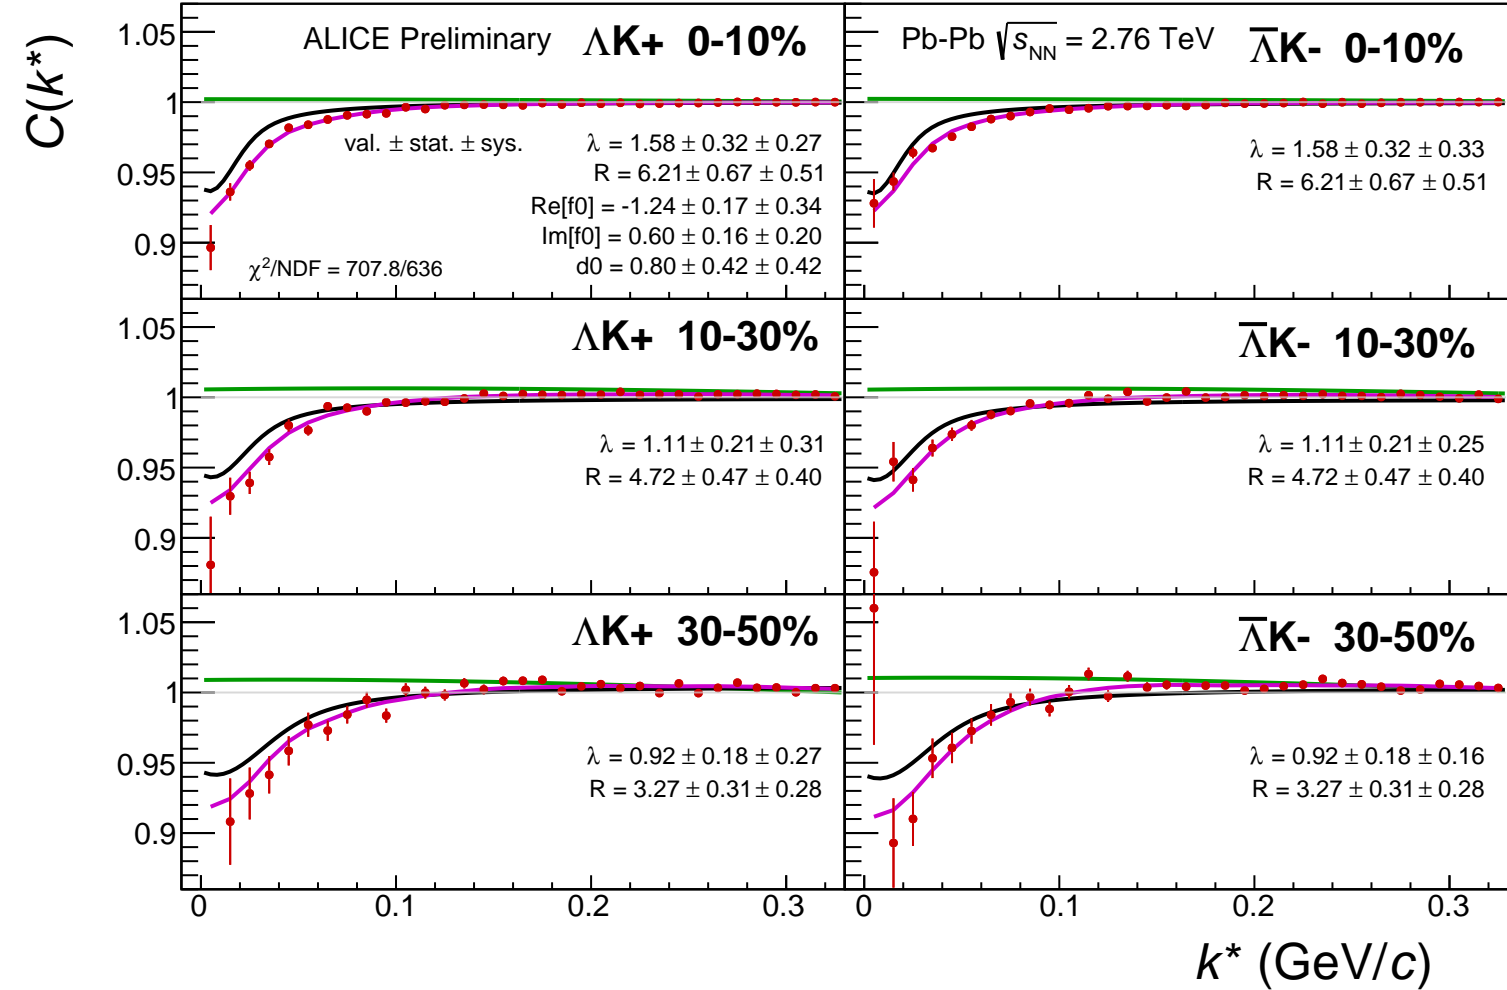 C(k*)
ALICE Preliminary ΛK+ 0-10%
val. ± stat. ± sys.
λ = 1.58 ± 0.32 ± 0.27
R = 6.21 ± 0.67 ± 0.51
Re[f0] = -1.24 ± 0.17 ± 0.34
Im[f0] = 0.60 ± 0.16 ± 0.20
d0 = 0.80 ± 0.42 ± 0.42
χ²/NDF = 707.8/636
1.05
1
0.95
0.9
Pb-Pb √s_NN = 2.76 TeV Λ̅K- 0-10%
λ = 1.58 ± 0.32 ± 0.33
R = 6.21 ± 0.67 ± 0.51
ΛK+ 10-30%
λ = 1.11 ± 0.21 ± 0.31
R = 4.72 ± 0.47 ± 0.40
1.05
1
0.95
0.9
Λ̅K- 10-30%
λ = 1.11 ± 0.21 ± 0.25
R = 4.72 ± 0.47 ± 0.40
ΛK+ 30-50%
λ = 0.92 ± 0.18 ± 0.27
R = 3.27 ± 0.31 ± 0.28
1.05
1
0.95
0.9
Λ̅K- 30-50%
λ = 0.92 ± 0.18 ± 0.16
R = 3.27 ± 0.31 ± 0.28
0 0.1 0.2 0.3
0 0.1 0.2 0.3
k* (GeV/c)